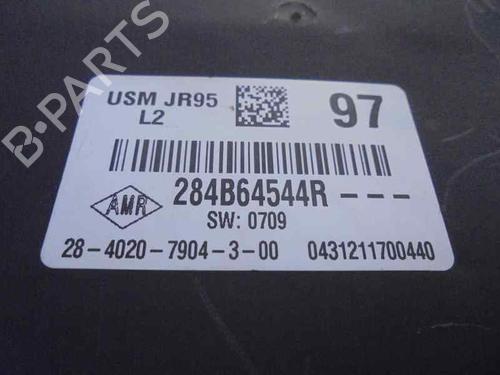 B-PARTS
USM JR95
L2
97
284B64544R---
AMR
SW: 0709
28-4020-7904-3-00
0431211700440